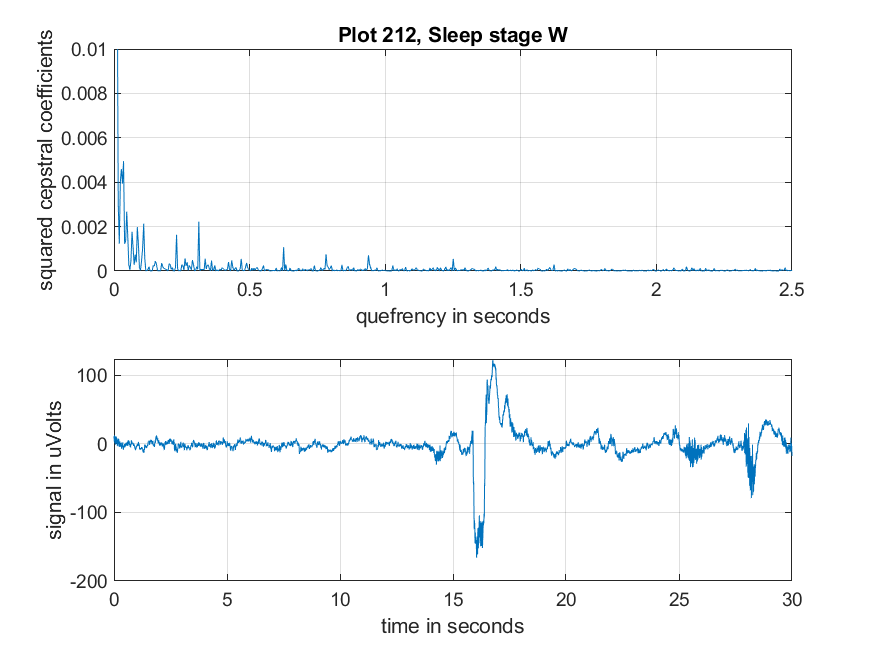 Plot 212, Sleep stage W
squared cepstral coefficients
0.01
0.008
0.006
0.004
0.002
0
0 0.5 1 1.5 2 2.5
quefrency in seconds
signal in uVolts
100
0
-100
-200
0 5 10 15 20 25 30
time in seconds